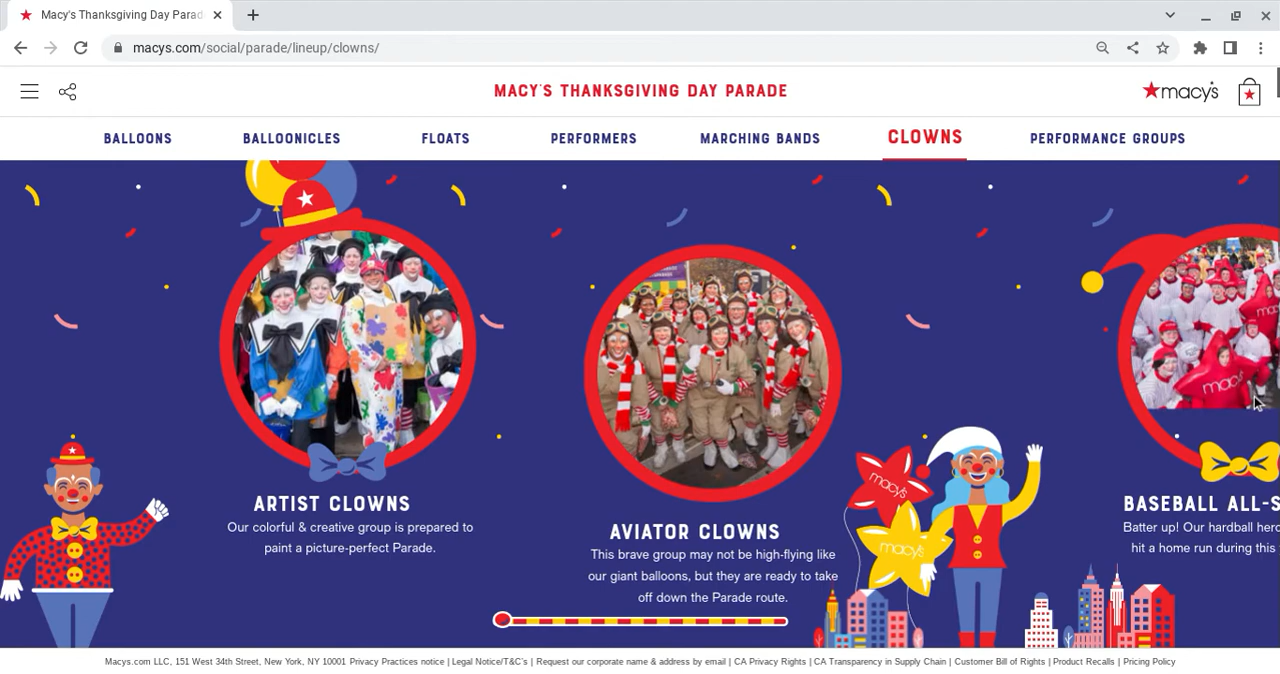 Macy's Thanksgiving Day Parad
macys.com/social/parade/lineup/clowns/
MACY'S THANKSGIVING DAY PARADE
macy's
BALLOONS BALLOONICLES FLOATS PERFORMERS MARCHING BANDS CLOWNS PERFORMANCE GROUPS
macy's
macy's
macy's
ARTIST CLOWNS
Our colorful & creative group is prepared to
paint a picture-perfect Parade.
AVIATOR CLOWNS
This brave group may not be high-flying like
our giant balloons, but they are ready to take
off down the Parade route.
BASEBALL ALL-S
Batter up! Our hardball hero
hit a home run during this
Macys.com LLC, 151 West 34th Street, New York, NY 10001 Privacy Practices notice | Legal Notice/T&C's | Request our corporate name & address by email | CA Privacy Rights | CA Transparency in Supply Chain | Customer Bill of Rights | Product Recalls | Pricing Policy